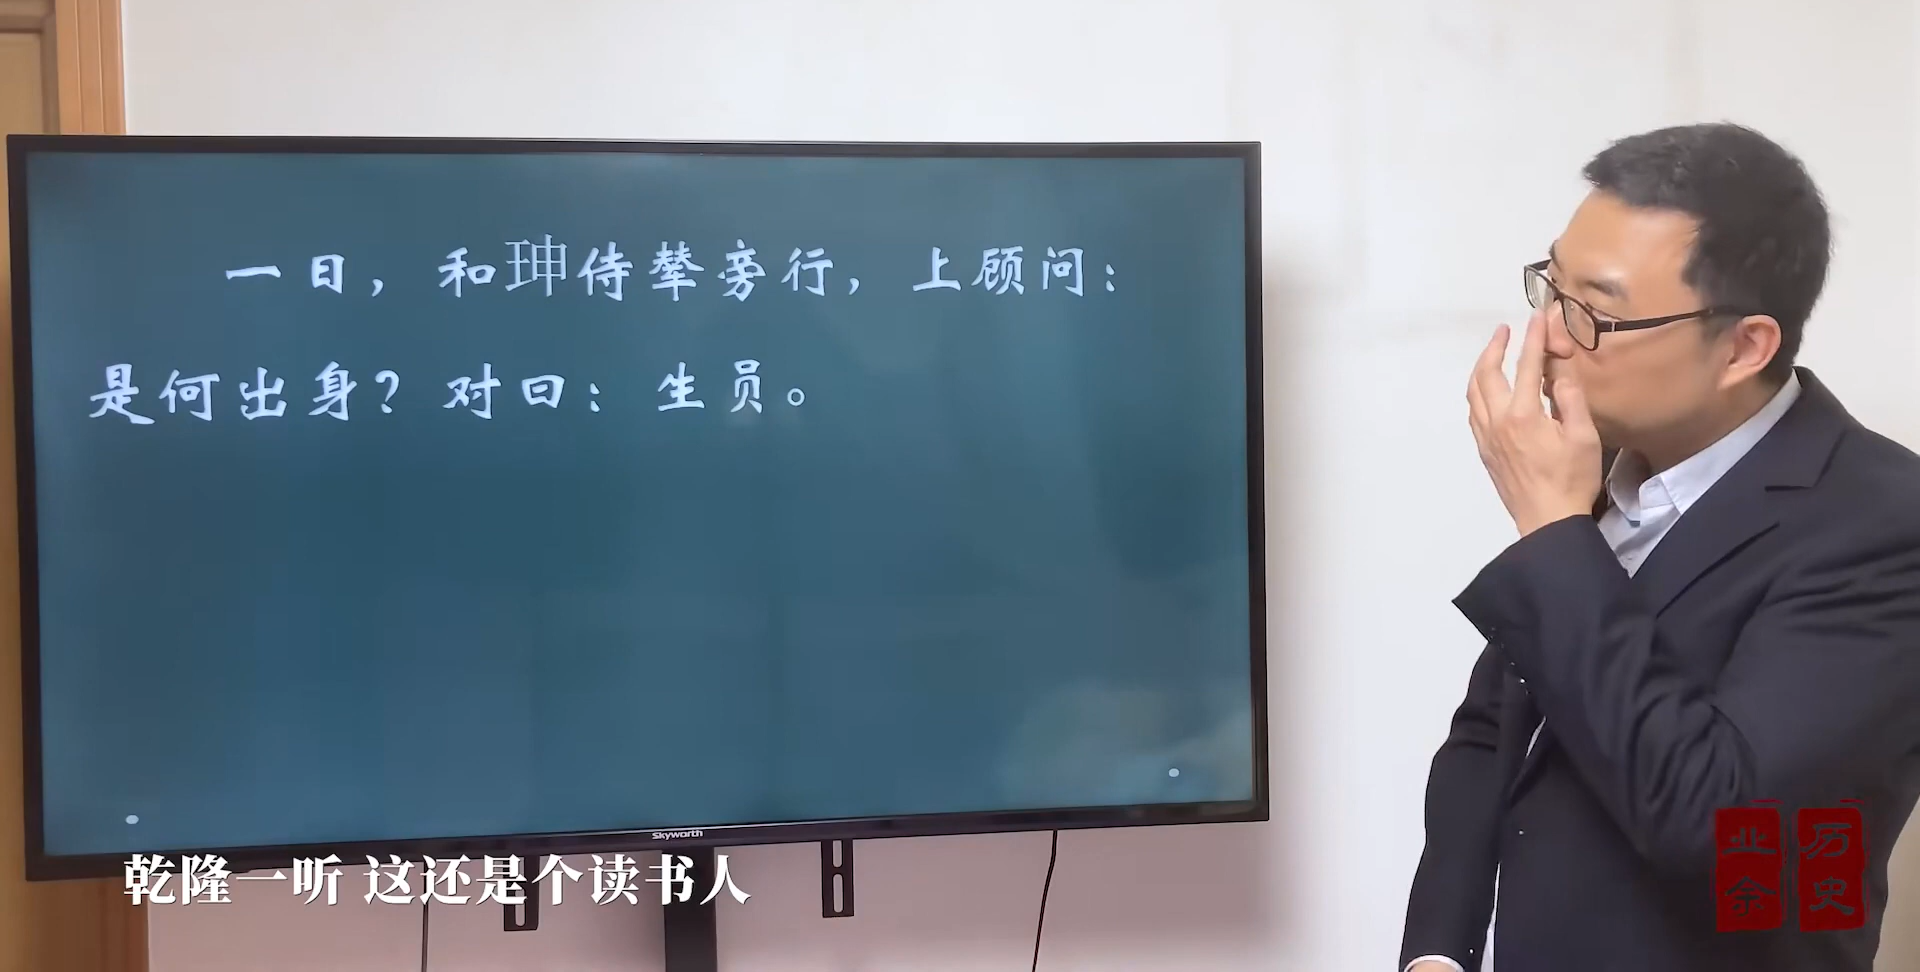 一日，和珅侍辇旁行，上顾问：
是何出身？对曰：生员。
Skyworth
乾隆一听 这还是个读书人
历史
业余